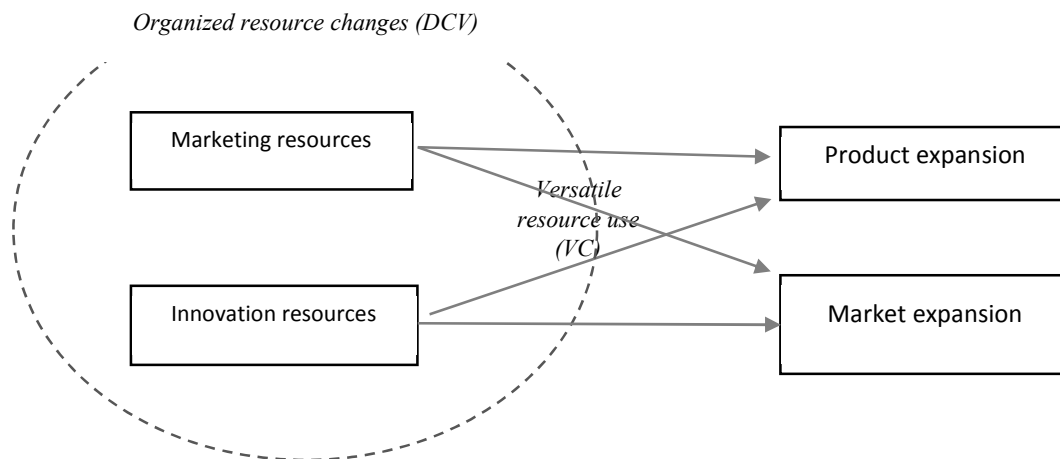 Organized resource changes (DCV)
Marketing resources
Product expansion
Versatile
resource use
(VC)
Innovation resources
Market expansion